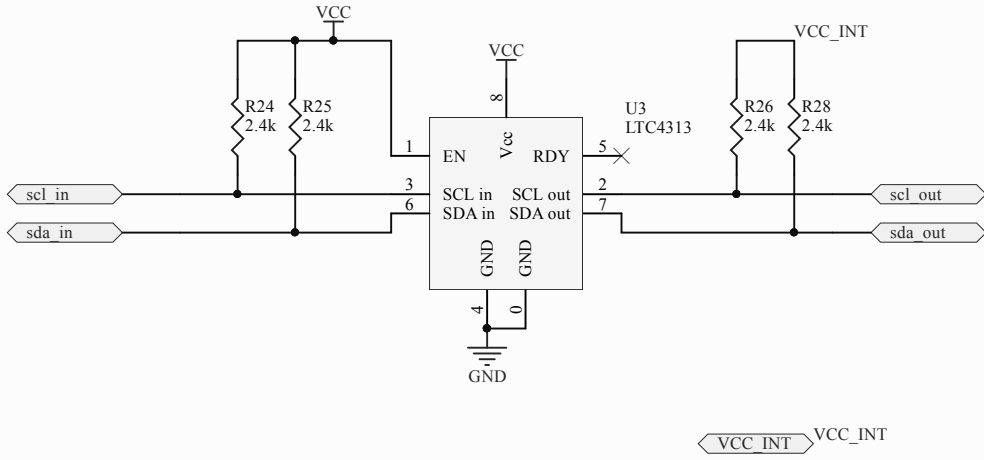 VCC
VCC
VCC_INT
R24
2.4k
R25
2.4k
R26
2.4k
R28
2.4k
U3
LTC4313
8
Vcc
1
EN
RDY
5
scl_in
3
SCL in
SCL out
2
scl_out
sda_in
6
SDA in
SDA out
7
sda_out
GND
GND
4
0
GND
VCC_INT
VCC_INT